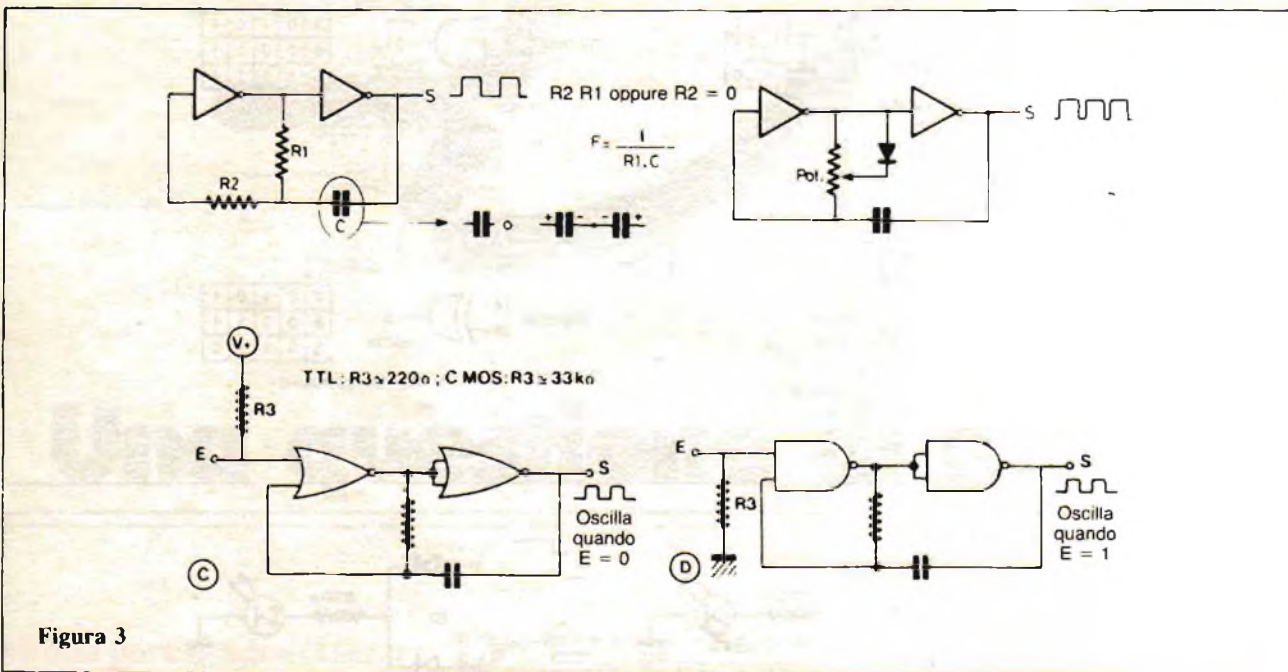 S
R2 R1 oppure R2 = 0
F = 1 / R1.C
R1
R2
C
+ - - +
Pot.
S
V+
TTL: R3 ≃ 220Ω ; C MOS: R3 ≃ 33kΩ
R3
E
S
Oscilla
quando
E = 0
C
E
R3
S
Oscilla
quando
E = 1
D
Figura 3